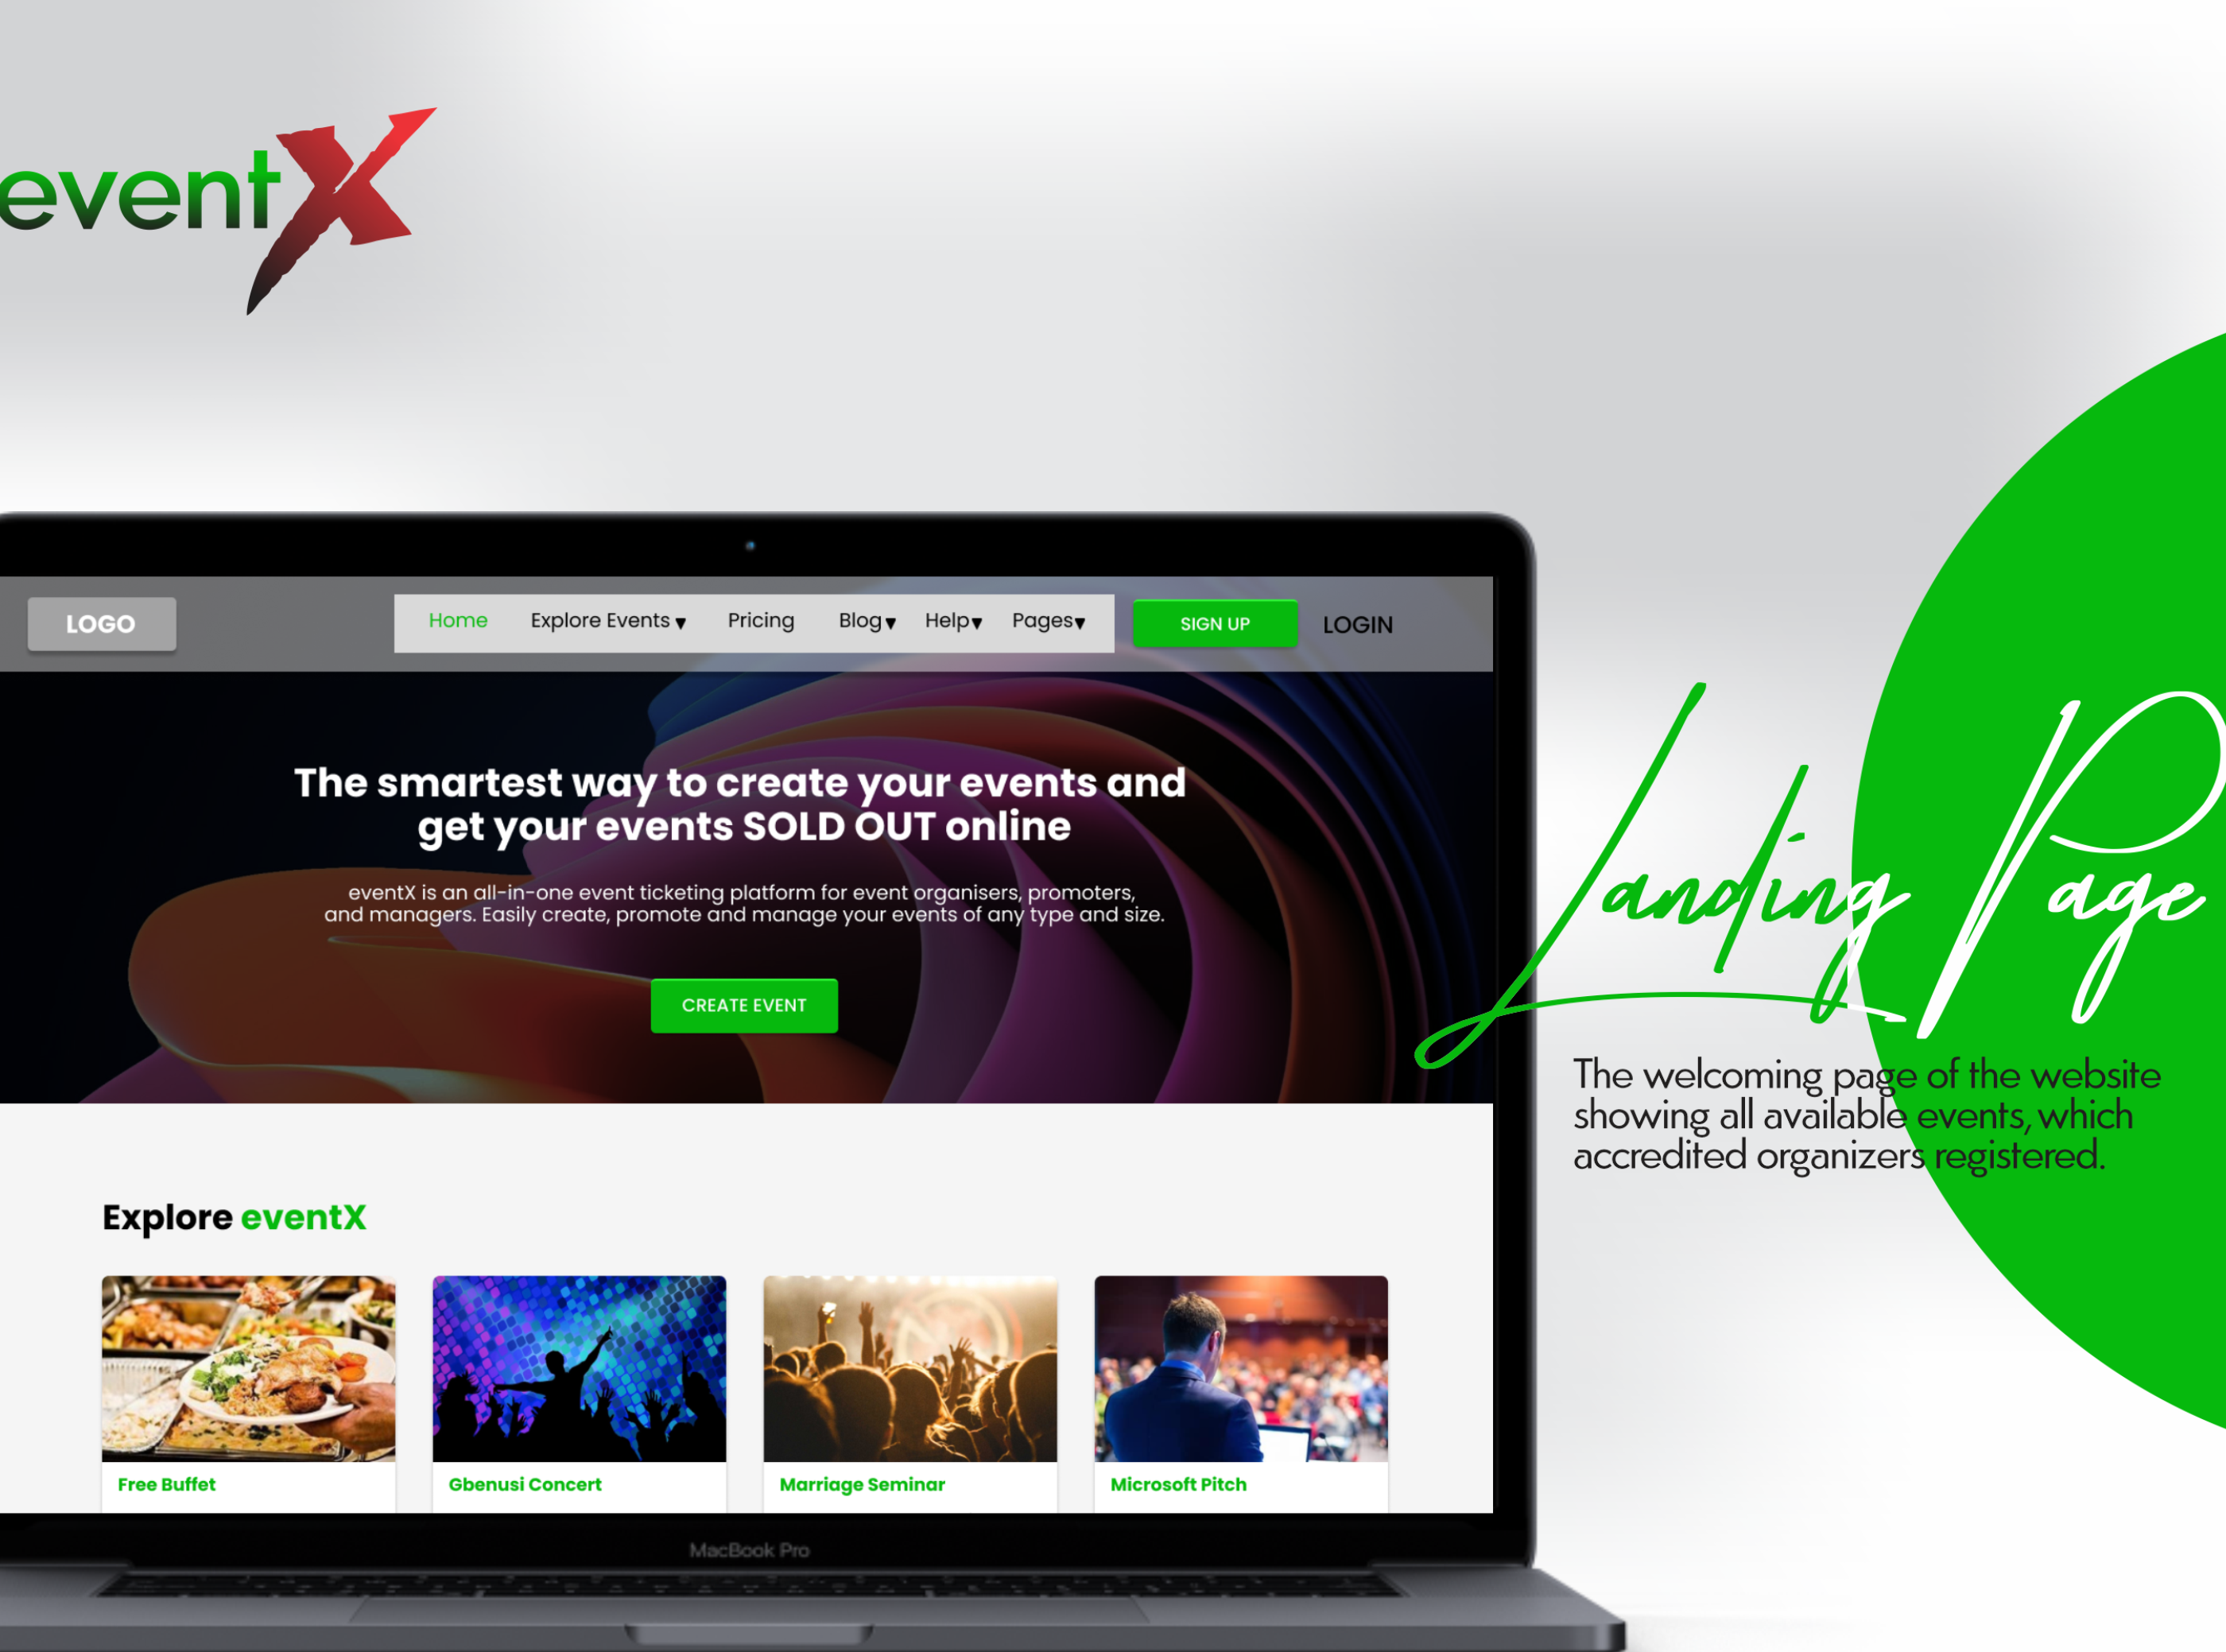 eventX
LOGO
Home Explore Events Pricing Blog Help Pages
SIGN UP
LOGIN
The smartest way to create your events and
get your events SOLD OUT online
eventX is an all-in-one event ticketing platform for event organisers, promoters,
and managers. Easily create, promote and manage your events of any type and size.
CREATE EVENT
Landing Page
The welcoming page of the website
showing all available events, which
accredited organizers registered.
Explore eventX
Free Buffet
Gbenusi Concert
Marriage Seminar
Microsoft Pitch
MacBook Pro